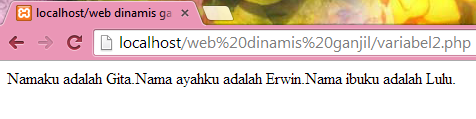 localhost/web dinamis ga
localhost/web%20dinamis%20ganjil/variabel2.php
Namaku adalah Gita.Nama ayahku adalah Erwin.Nama ibuku adalah Lulu.